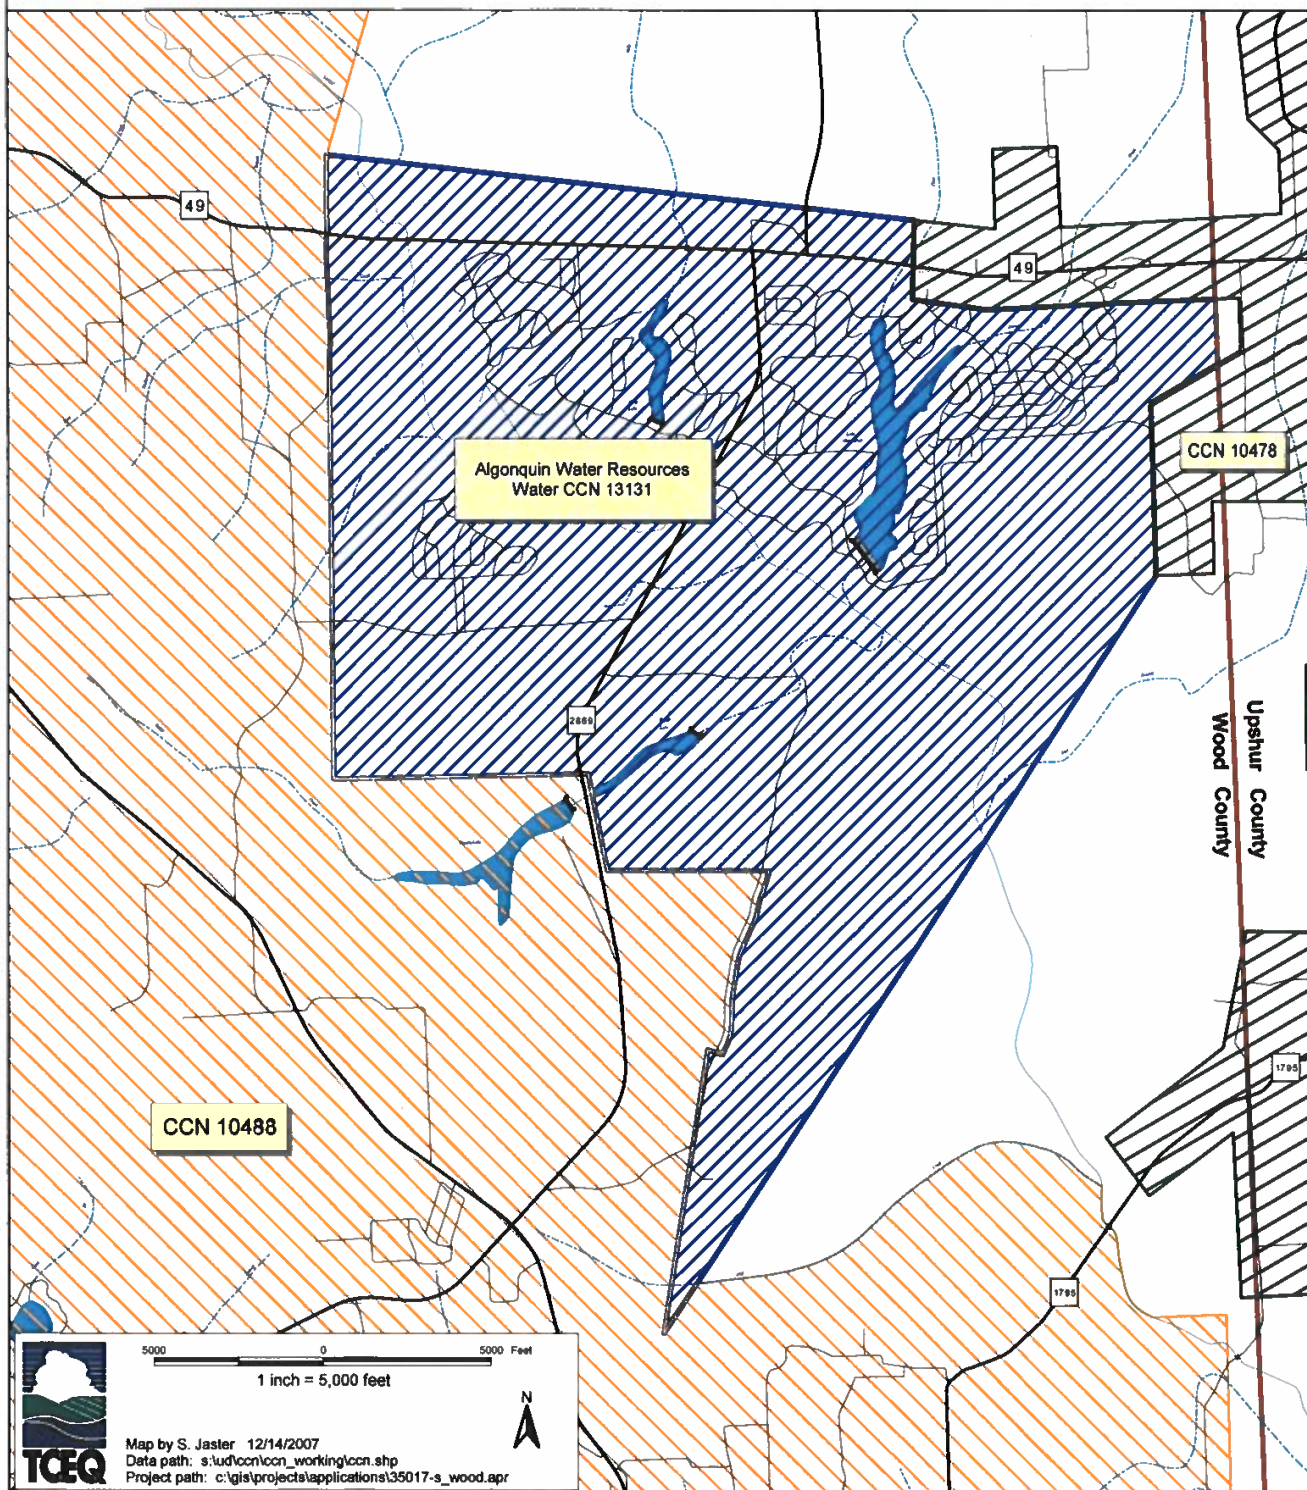 49
49
Algonquin Water Resources
Water CCN 13131
CCN 10478
2869
Upshur County
Wood County
1795
CCN 10488
1795
5000 0 5000 Feet
1 inch = 5,000 feet
N
TCEQ
Map by S. Jaster 12/14/2007
Data path: s:\ud\ccn\ccn_working\ccn.shp
Project path: c:\gis\projects\applications\35017-s_wood.apr